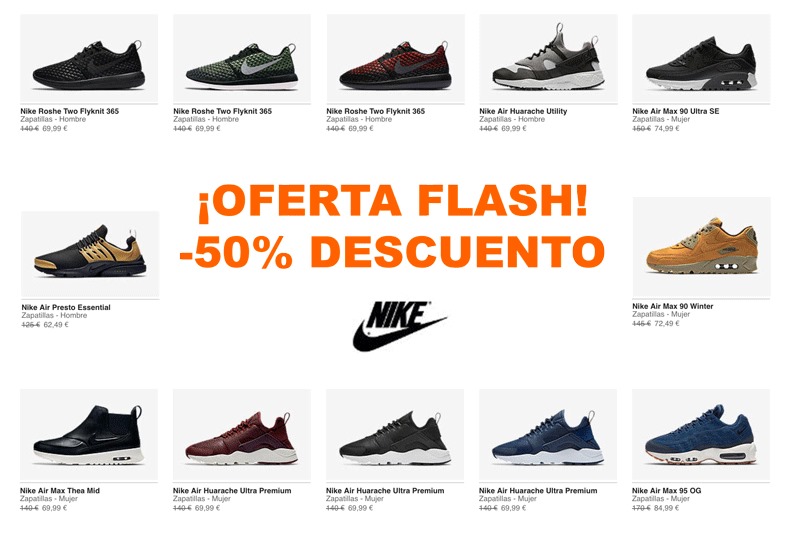 Nike Roshe Two Flyknit 365
Zapatillas - Hombre
140 € 69,99 €
Nike Roshe Two Flyknit 365
Zapatillas - Hombre
140 € 69,99 €
Nike Roshe Two Flyknit 365
Zapatillas - Hombre
140 € 69,99 €
Nike Air Huarache Utility
Zapatillas - Hombre
140 € 69,99 €
Nike Air Max 90 Ultra SE
Zapatillas - Mujer
150 € 74,99 €
¡OFERTA FLASH!
-50% DESCUENTO
NIKE
Nike Air Presto Essential
Zapatillas - Hombre
125 € 62,49 €
Nike Air Max 90 Winter
Zapatillas - Mujer
145 € 72,49 €
Nike Air Max Thea Mid
Zapatillas - Mujer
140 € 69,99 €
Nike Air Huarache Ultra Premium
Zapatillas - Mujer
140 € 69,99 €
Nike Air Huarache Ultra Premium
Zapatillas - Mujer
140 € 69,99 €
Nike Air Huarache Ultra Premium
Zapatillas - Mujer
140 € 69,99 €
Nike Air Max 95 OG
Zapatillas - Mujer
170 € 84,99 €